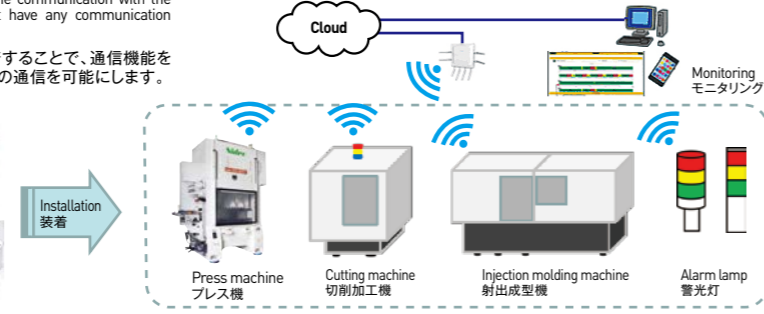 the communication with the
t have any communication
することで、通信機能を
の通信を可能にします。
Cloud
Monitoring
モニタリング
Installation
装着
Nidec
Press machine
プレス機
Cutting machine
切削加工機
Injection molding machine
射出成型機
Alarm lamp
警光灯